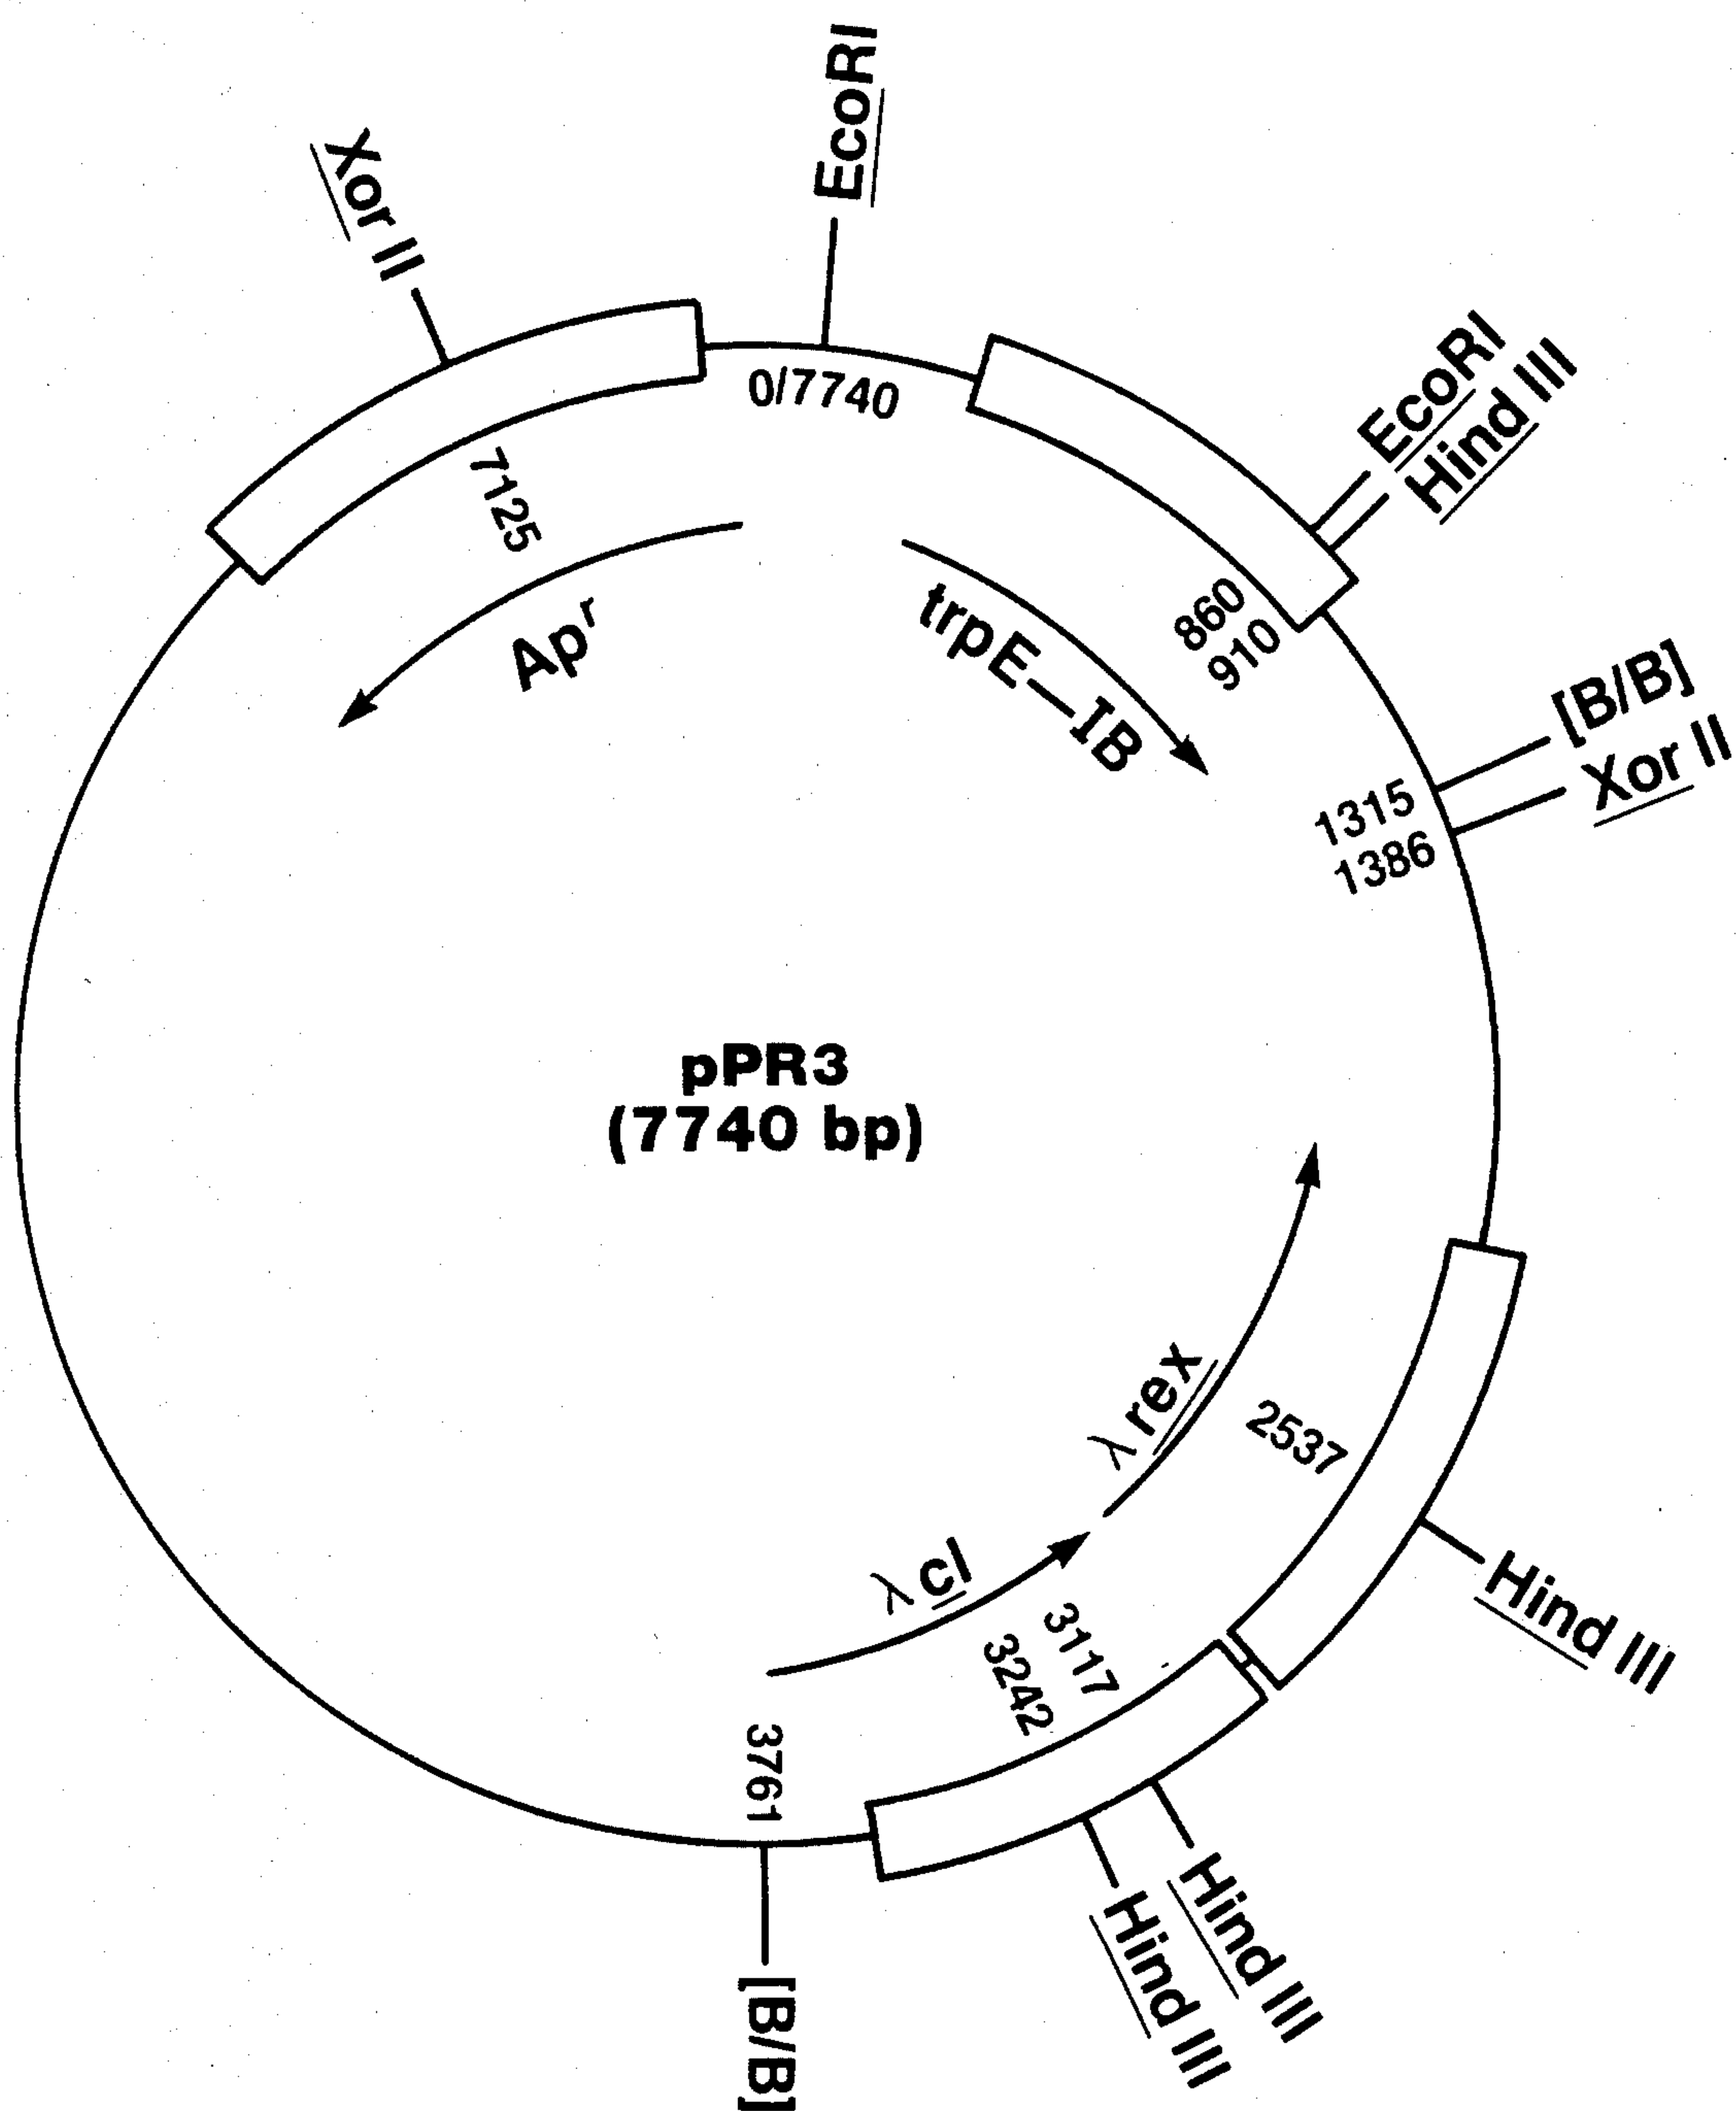 EcoRI
Xor II
0/7740
EcoRI
Hind III
7125
860
910
Apʳ
trpE—IB
[B/B]
Xor II
1315
1386
pPR3
(7740 bp)
λ rex
2537
λ cI
Hind III
3117
3242
3761
Hind III
Hind III
[B/B]